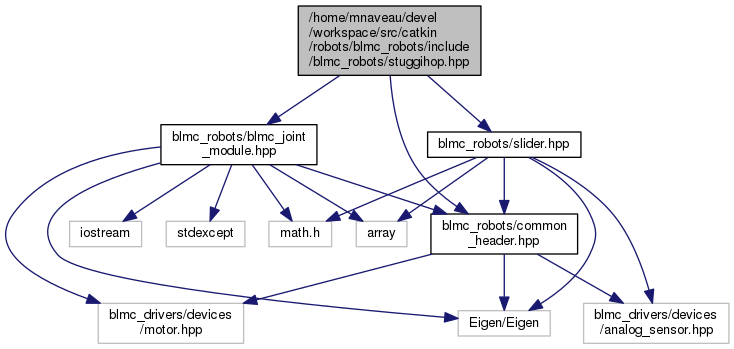 /home/mnaveau/devel
/workspace/src/catkin
/robots/blmc_robots/include
/blmc_robots/stuggihop.hpp
blmc_robots/blmc_joint
_module.hpp
blmc_robots/slider.hpp
iostream
stdexcept
math.h
array
blmc_robots/common
_header.hpp
blmc_drivers/devices
/motor.hpp
Eigen/Eigen
blmc_drivers/devices
/analog_sensor.hpp